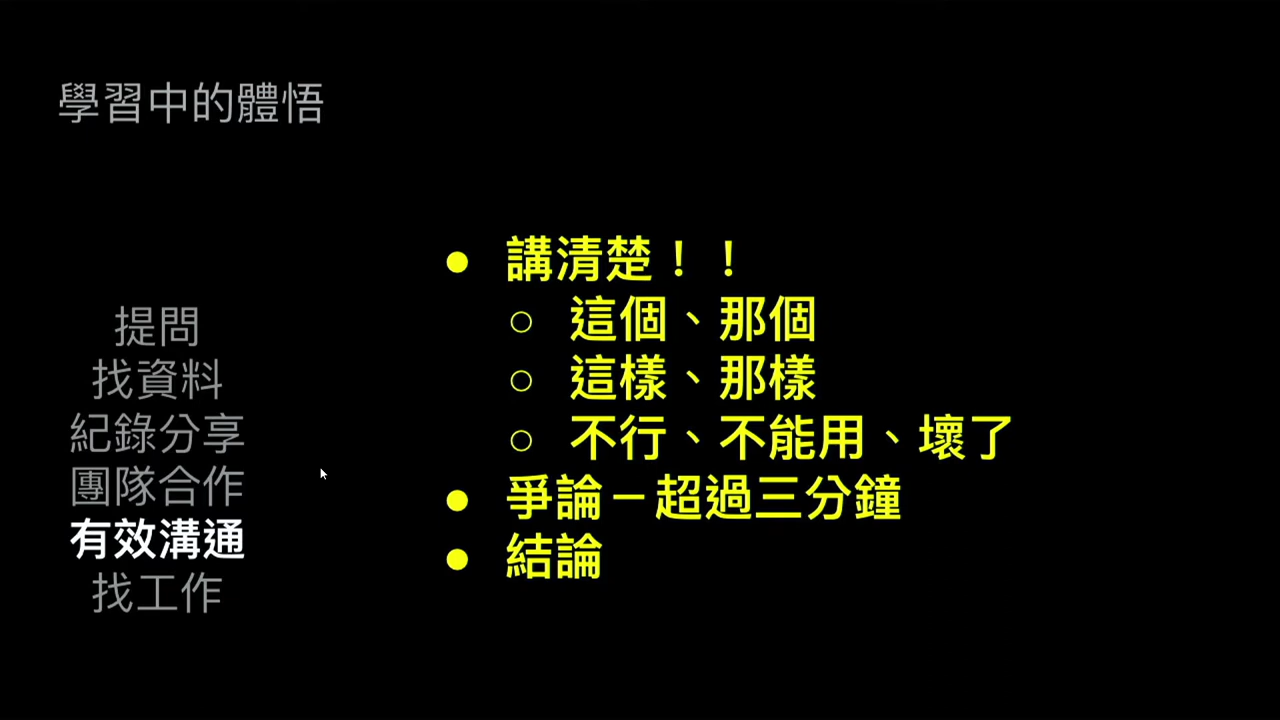 學習中的體悟
提問
找資料
紀錄分享
團隊合作
有效溝通
找工作
● 講清楚！！
○ 這個、那個
○ 這樣、那樣
○ 不行、不能用、壞了
● 爭論－超過三分鐘
● 結論